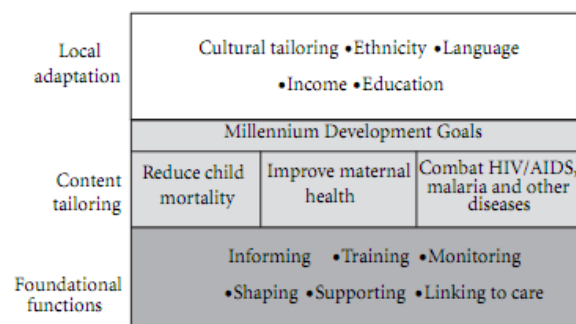 Local
adaptation
Cultural tailoring •Ethnicity •Language
•Income •Education
Millennium Development Goals
Content
tailoring
Reduce child
mortality
Improve maternal
health
Combat HIV/AIDS,
malaria and other
diseases
Foundational
functions
Informing •Training •Monitoring
•Shaping •Supporting •Linking to care